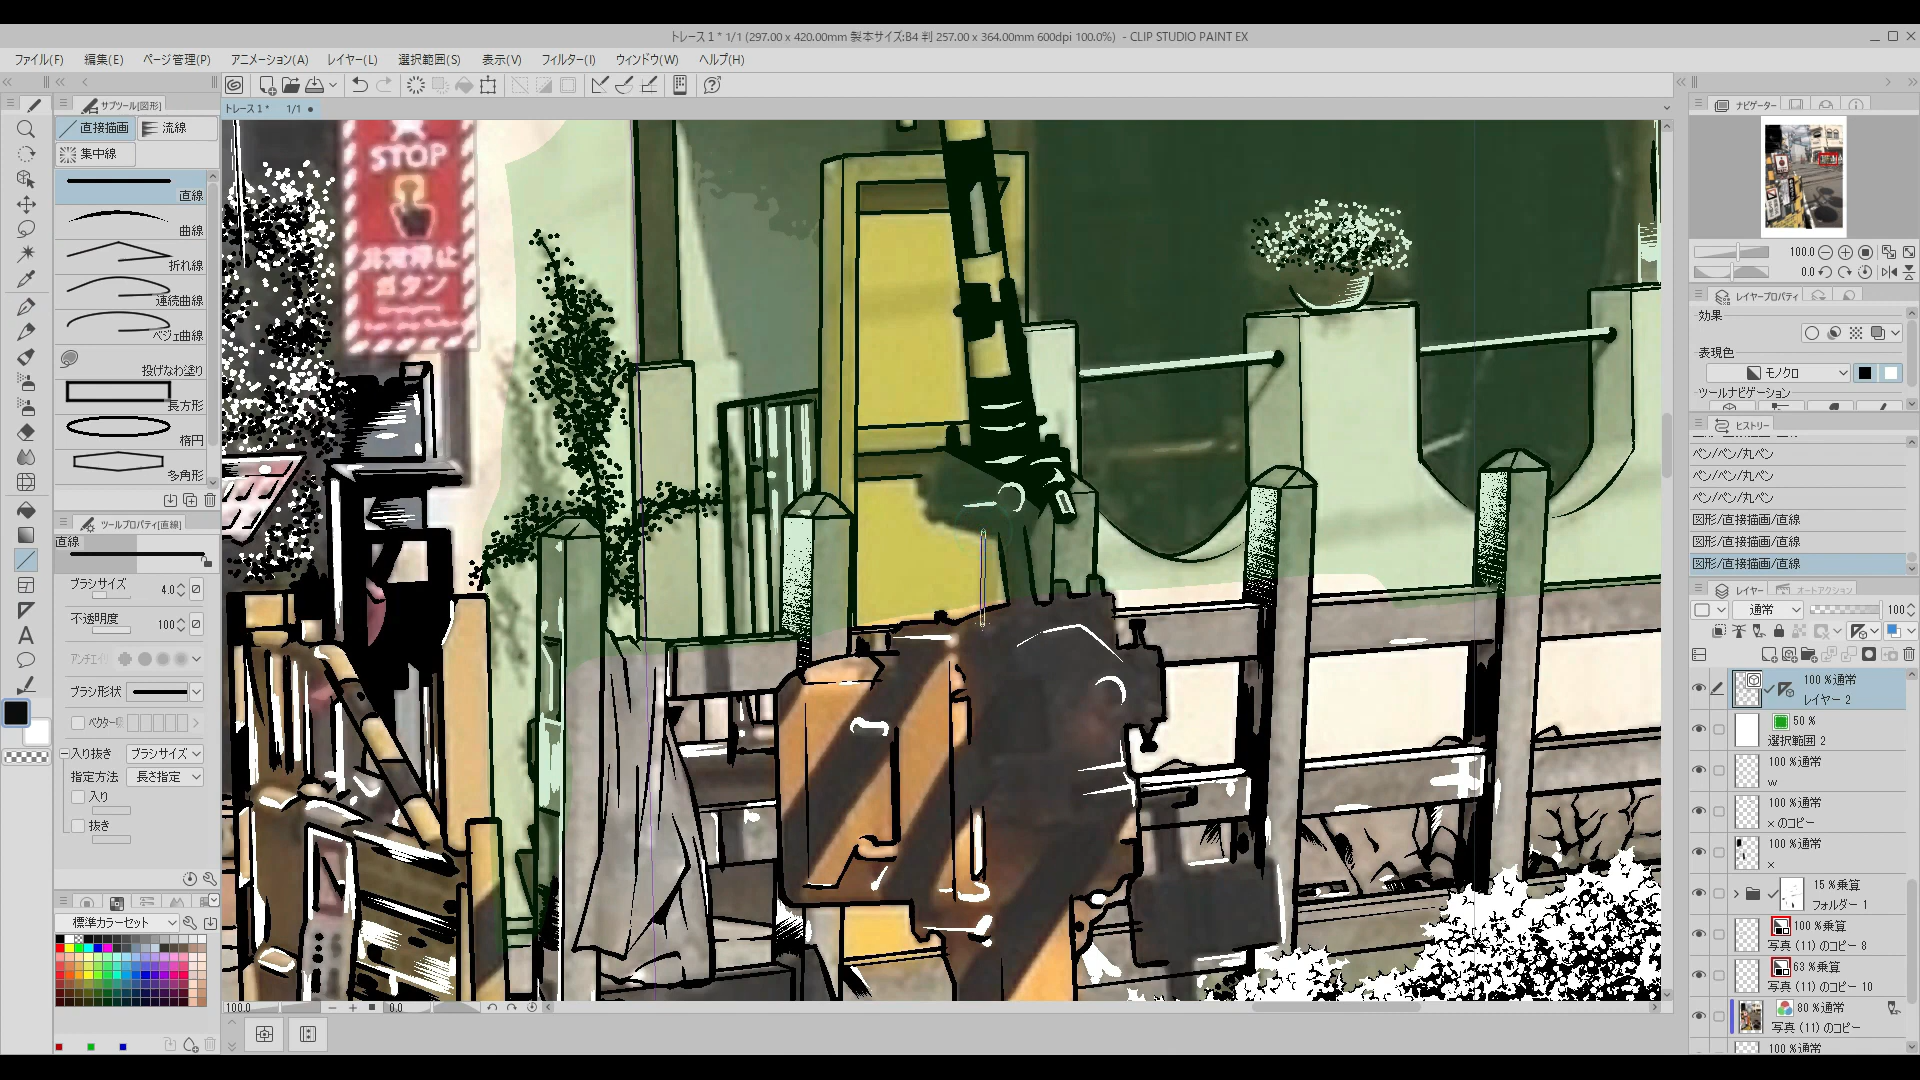 トレース 1 * 1/1 (297.00 x 420.00mm 製本サイズ:B4 判 257.00 x 364.00mm 600dpi 100.0%) - CLIP STUDIO PAINT EX
ファイル(F) 編集(E) ページ管理(P) アニメーション(A) レイヤー(L) 選択範囲(S) 表示(V) フィルター(I) ウィンドウ(W) ヘルプ(H)
サブツール[図形]
直接描画 流線
集中線
直線
曲線
折れ線
連続曲線
ベジェ曲線
投げなわ塗り
長方形
楕円
多角形
ツールプロパティ[直線]
直線
ブラシサイズ 4.0
不透明度 100
ブラシ形状
入り抜き ブラシサイズ
指定方法 長さ指定
入り
抜き
標準カラーセット
トレース 1 * 1/1
STOP
非常停止
ボタン
100.0 0.0
ナビゲーター
100.0
0.0
レイヤープロパティ
効果
表現色
モノクロ
ツールナビゲーション
ヒストリー
ペン/ペン/丸ペン
ペン/ペン/丸ペン
ペン/ペン/丸ペン
図形/直接描画/直線
図形/直接描画/直線
図形/直接描画/直線
レイヤー オートアクション
通常 100
100 %通常
レイヤー 2
50 %
選択範囲 2
100 %通常
w
100 %通常
x のコピー
100 %通常
x
15 %乗算
フォルダー 1
100 %乗算
写真 (11) のコピー 8
63 %乗算
写真 (11) のコピー 10
80 %通常
写真 (11) のコピー
100 %通常